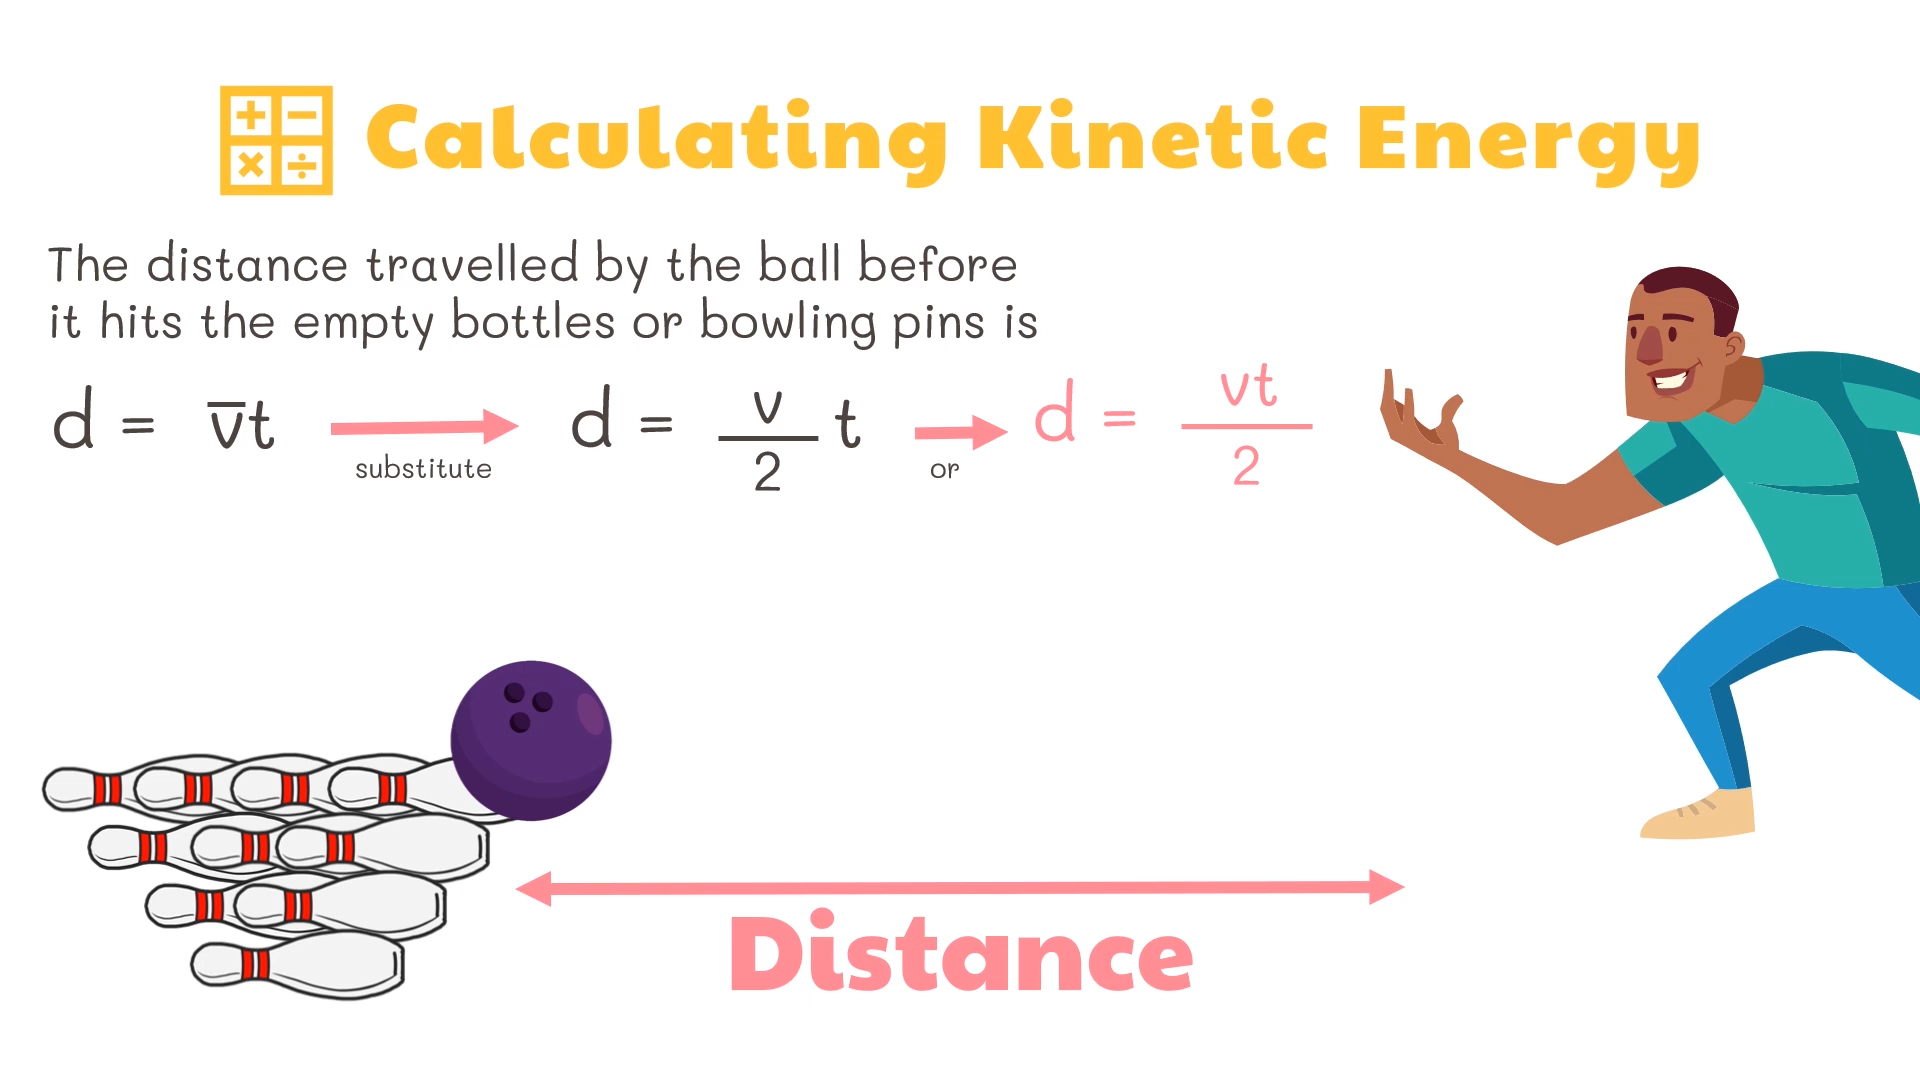 Calculating Kinetic Energy
The distance travelled by the ball before
it hits the empty bottles or bowling pins is
d = v̅t substitute d = v/2 t or d = vt/2
Distance